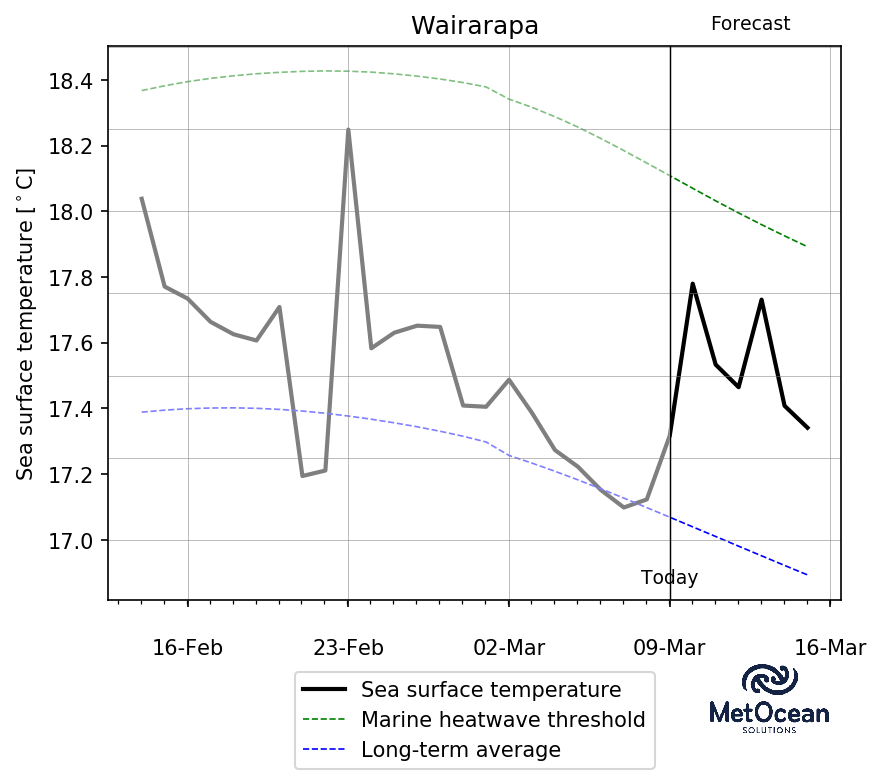 Wairarapa
Forecast
Sea surface temperature [°C]
18.4
18.2
18.0
17.8
17.6
17.4
17.2
17.0
Today
16-Feb 23-Feb 02-Mar 09-Mar 16-Mar
Sea surface temperature
Marine heatwave threshold
Long-term average
MetOcean
SOLUTIONS